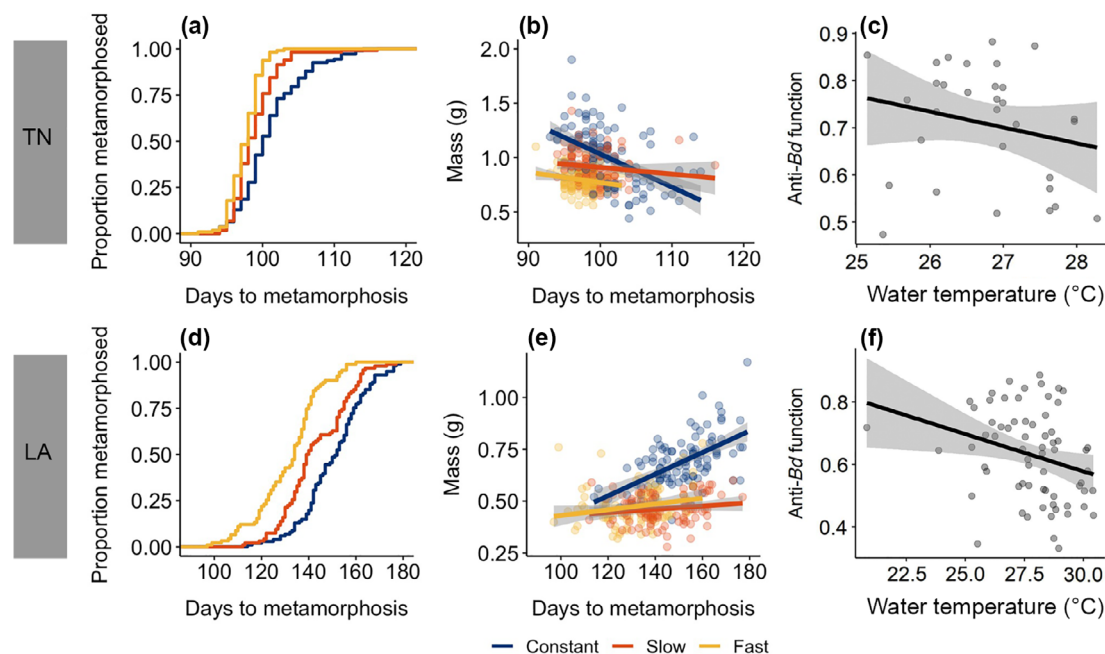 (a)
(b)
(c)
TN
Proportion metamorphosed
1.00
0.75
0.50
0.25
0.00
90 100 110 120
Days to metamorphosis
Mass (g)
2.0
1.5
1.0
0.5
90 100 110 120
Days to metamorphosis
Anti-Bd function
0.9
0.8
0.7
0.6
0.5
25 26 27 28
Water temperature (°C)
(d)
(e)
(f)
LA
Proportion metamorphosed
1.00
0.75
0.50
0.25
0.00
100 120 140 160 180
Days to metamorphosis
Mass (g)
1.00
0.75
0.50
0.25
100 120 140 160 180
Days to metamorphosis
Anti-Bd function
0.8
0.6
0.4
22.5 25.0 27.5 30.0
Water temperature (°C)
Constant Slow Fast